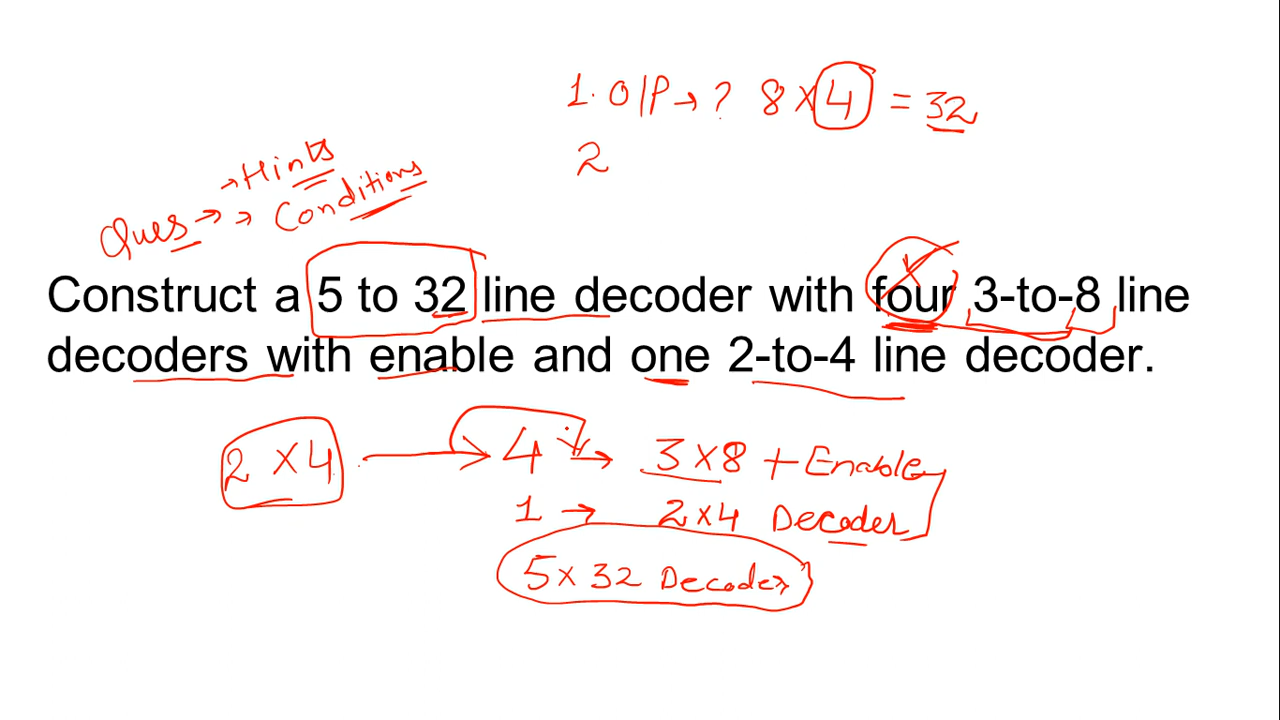 1. O/P → ? 8 × 4 = 32
2
→ Hints
Ques → → Conditions
Construct a 5 to 32 line decoder with four 3-to-8 line
decoders with enable and one 2-to-4 line decoder.
2 × 4 → 4 → 3 × 8 + Enable
1 → 2 × 4 Decoder
5 × 32 Decoder